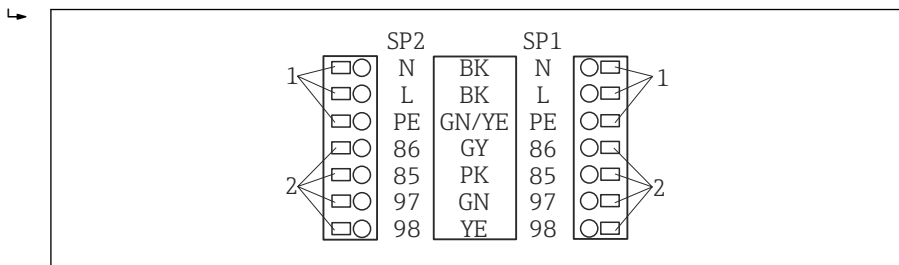 SP2 SP1
1 N BK N 1
L BK L
PE GN/YE PE
86 GY 86
2 85 PK 85 2
97 GN 97
98 YE 98